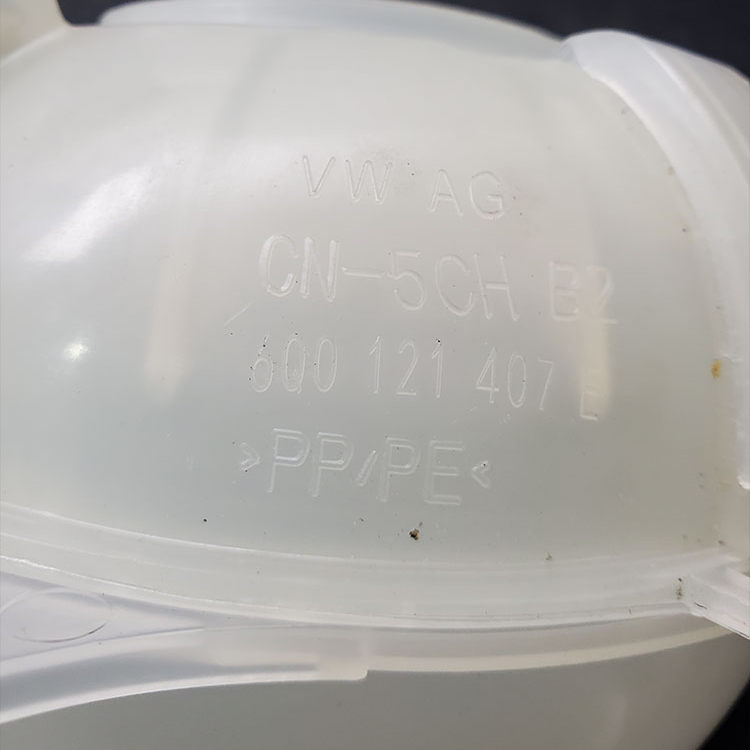 VW AG
CN-5CH B2
6Q0 121 407 E
>PP/PE<